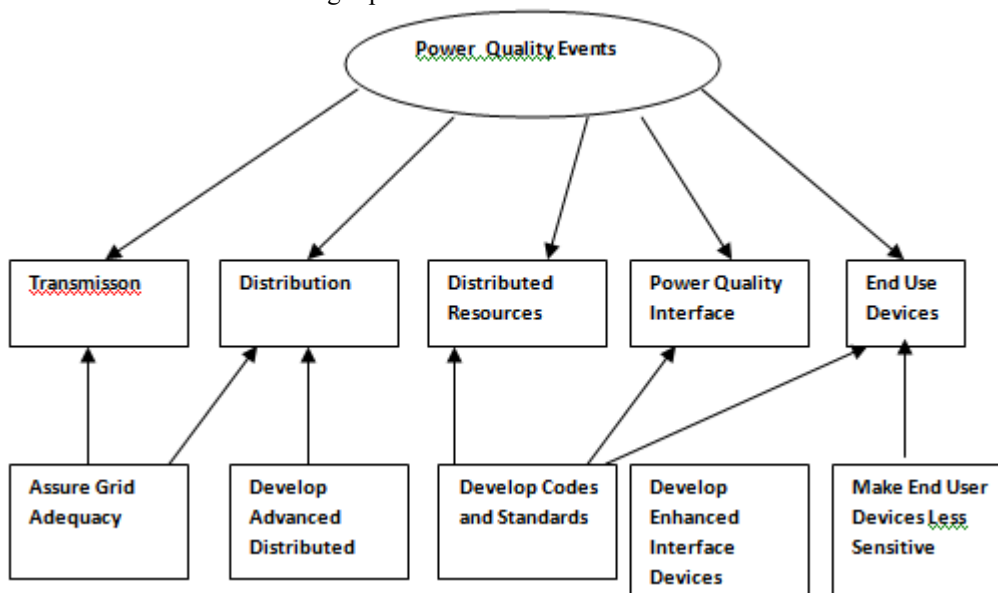 Power Quality Events
Transmisson
Distribution
Distributed
Resources
Power Quality
Interface
End Use
Devices
Assure Grid
Adequacy
Develop
Advanced
Distributed
Develop Codes
and Standards
Develop
Enhanced
Interface
Devices
Make End User
Devices Less
Sensitive